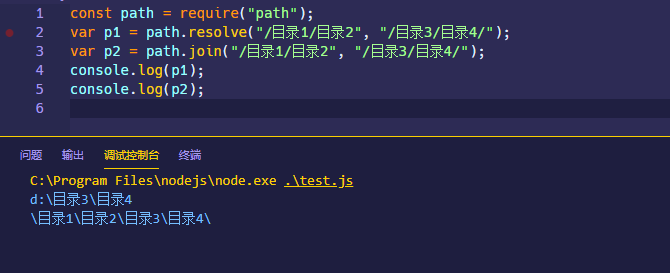 1 const path = require("path");
2 var p1 = path.resolve("/目录1/目录2", "/目录3/目录4/");
3 var p2 = path.join("/目录1/目录2", "/目录3/目录4/");
4 console.log(p1);
5 console.log(p2);
6
问题 输出 调试控制台 终端
C:\Program Files\nodejs\node.exe .\test.js
d:\目录3\目录4
\目录1\目录2\目录3\目录4\